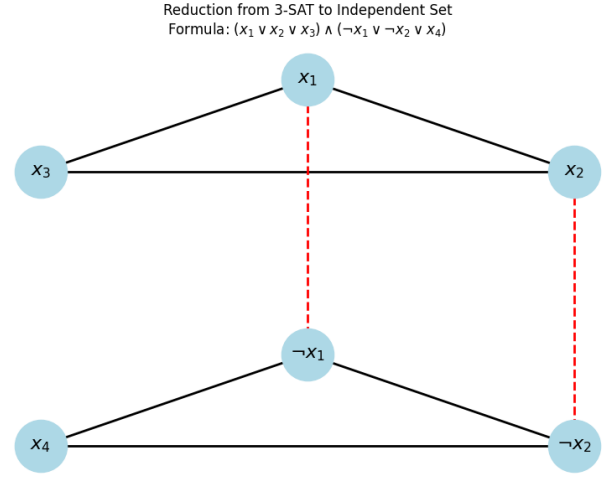 Reduction from 3-SAT to Independent Set
Formula: (x₁ ∨ x₂ ∨ x₃) ∧ (¬x₁ ∨ ¬x₂ ∨ x₄)
x₁
x₃
x₂
¬x₁
x₄
¬x₂